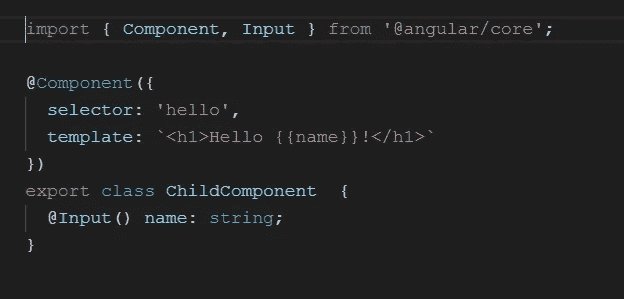 import { Component, Input } from '@angular/core';
@Component({
selector: 'hello',
template: `<h1>Hello {{name}}!</h1>`
})
export class ChildComponent {
@Input() name: string;
}